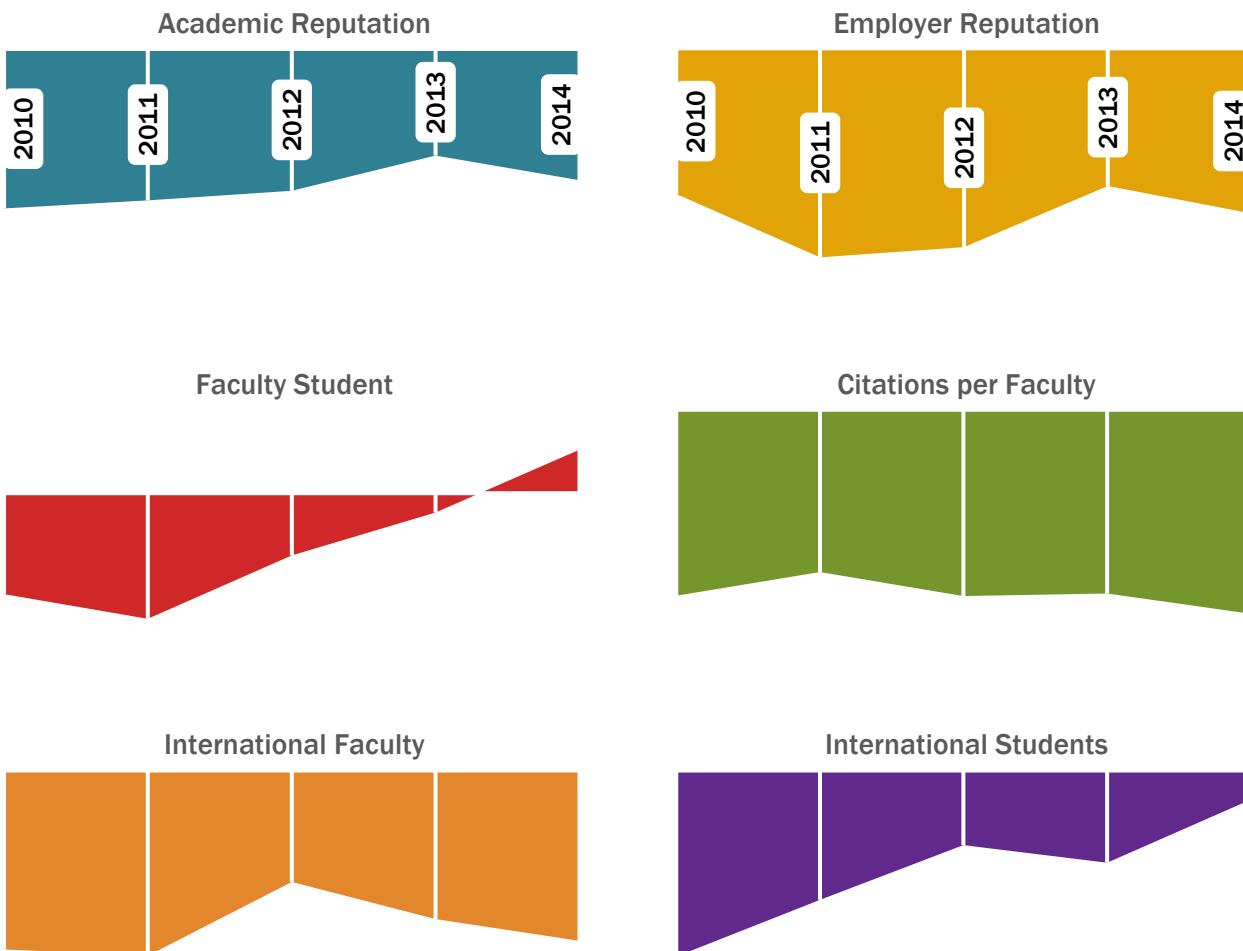 Academic Reputation
2010
2011
2012
2013
2014
Employer Reputation
2010
2011
2012
2013
2014
Faculty Student
Citations per Faculty
International Faculty
International Students